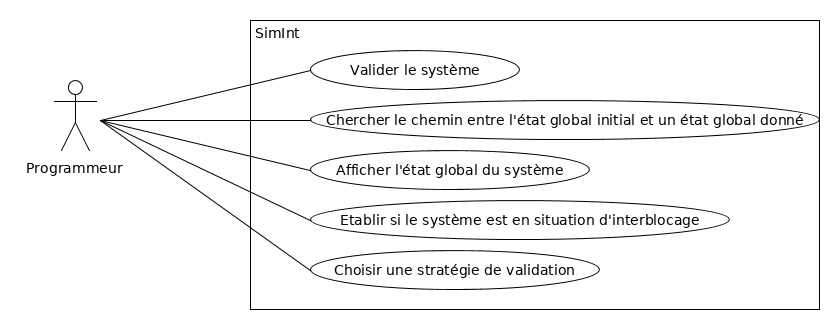 SimInt
Valider le système
Chercher le chemin entre l'état global initial et un état global donné
Programmeur
Afficher l'état global du système
Etablir si le système est en situation d'interblocage
Choisir une stratégie de validation